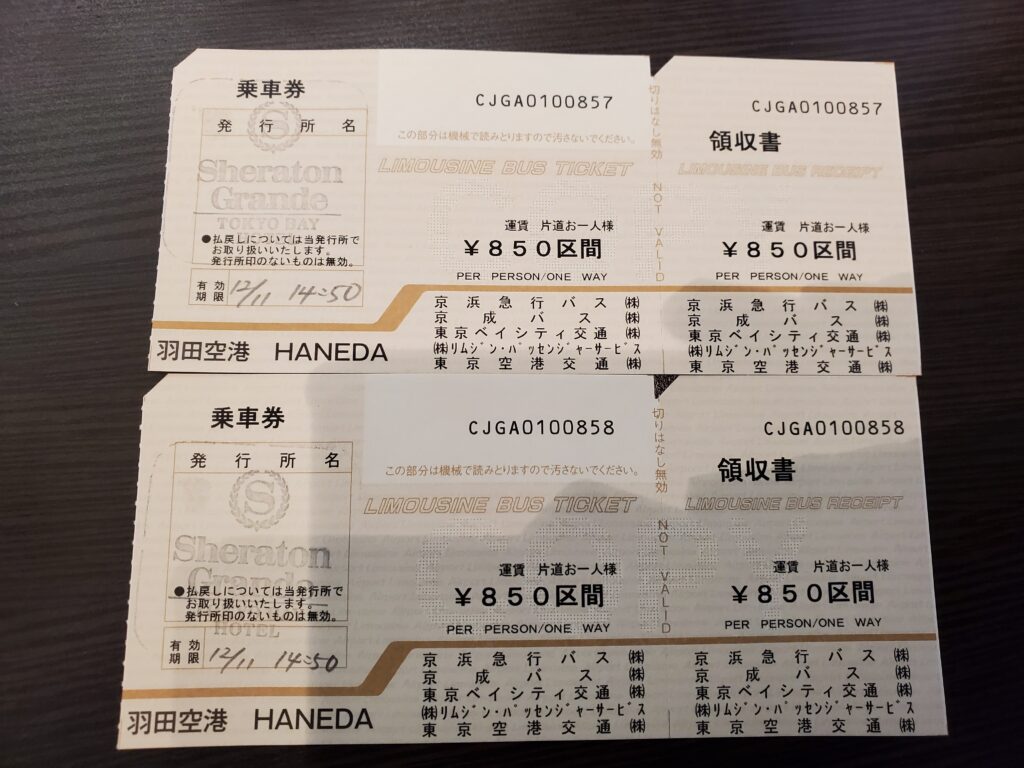 乗車券
発行所名
S
Sheraton
Grande
TOKYO BAY
●払戻しについては当発行所で
お取り扱いいたします。
発行所印のないものは無効。
有効期限 12/11 14=50
羽田空港 HANEDA
CJGA0100857
この部分は機械で読みとりますので汚さないでください。
LIMOUSINE BUS TICKET
運賃 片道お一人様
¥850区間
PER PERSON/ONE WAY
京浜急行バス㈱
京成バス㈱
東京ベイシティ交通㈱
㈱リムジン・パッセンジャーサービス
東京空港交通㈱
切りはなし無効 NOT VALID
CJGA0100857
領収書
LIMOUSINE BUS RECEIPT
運賃 片道お一人様
¥850区間
PER PERSON/ONE WAY
京浜急行バス㈱
京成バス㈱
東京ベイシティ交通㈱
㈱リムジン・パッセンジャーサービス
東京空港交通㈱
乗車券
発行所名
S
Sheraton
Grande
●払戻しについては当発行所で
お取り扱いいたします。
発行所印のないものは無効。
HOTEL
有効期限 12/11 14=50
羽田空港 HANEDA
CJGA0100858
この部分は機械で読みとりますので汚さないでください。
LIMOUSINE BUS TICKET
COPY
運賃 片道お一人様
¥850区間
PER PERSON/ONE WAY
京浜急行バス㈱
京成バス㈱
東京ベイシティ交通㈱
㈱リムジン・パッセンジャーサービス
東京空港交通㈱
切りはなし無効 NOT VALID
CJGA0100858
領収書
LIMOUSINE BUS RECEIPT
運賃 片道お一人様
¥850区間
PER PERSON/ONE WAY
京浜急行バス㈱
京成バス㈱
東京ベイシティ交通㈱
㈱リムジン・パッセンジャーサービス
東京空港交通㈱